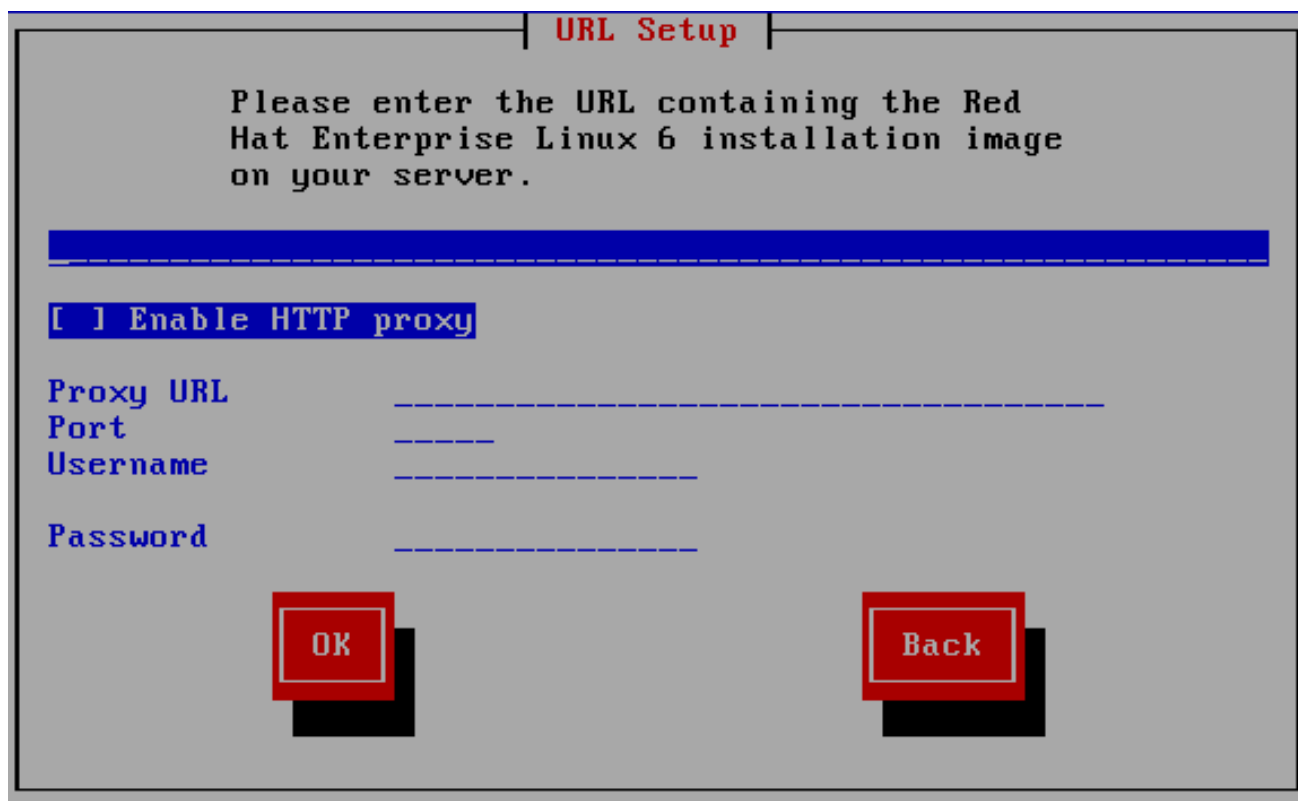 URL Setup
Please enter the URL containing the Red
Hat Enterprise Linux 6 installation image
on your server.
[ ] Enable HTTP proxy
Proxy URL
Port
Username
Password
OK Back